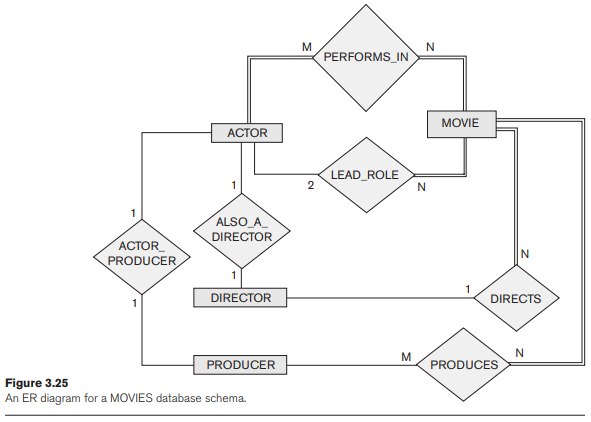 M
N
PERFORMS_IN
MOVIE
ACTOR
LEAD_ROLE
2
N
1
1
ALSO_A_
DIRECTOR
ACTOR_
PRODUCER
1
1
N
DIRECTOR
1
DIRECTS
M
N
PRODUCER
PRODUCES
Figure 3.25
An ER diagram for a MOVIES database schema.